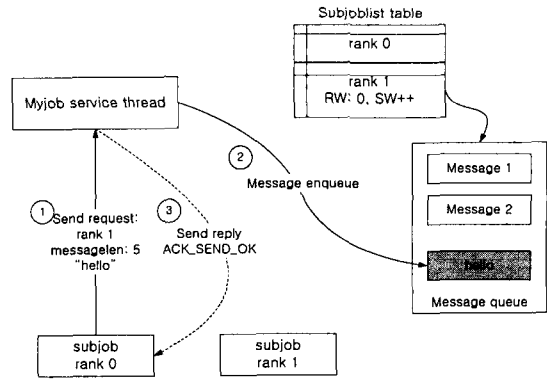 Subjoblist table
rank 0
rank 1
RW: 0, SW++
Myjob service thread
2
Message enqueue
Message 1
Message 2
hello
Message queue
1
Send request:
rank 1
messagelen: 5
"hello"
3
Send reply
ACK_SEND_OK
subjob
rank 0
subjob
rank 1